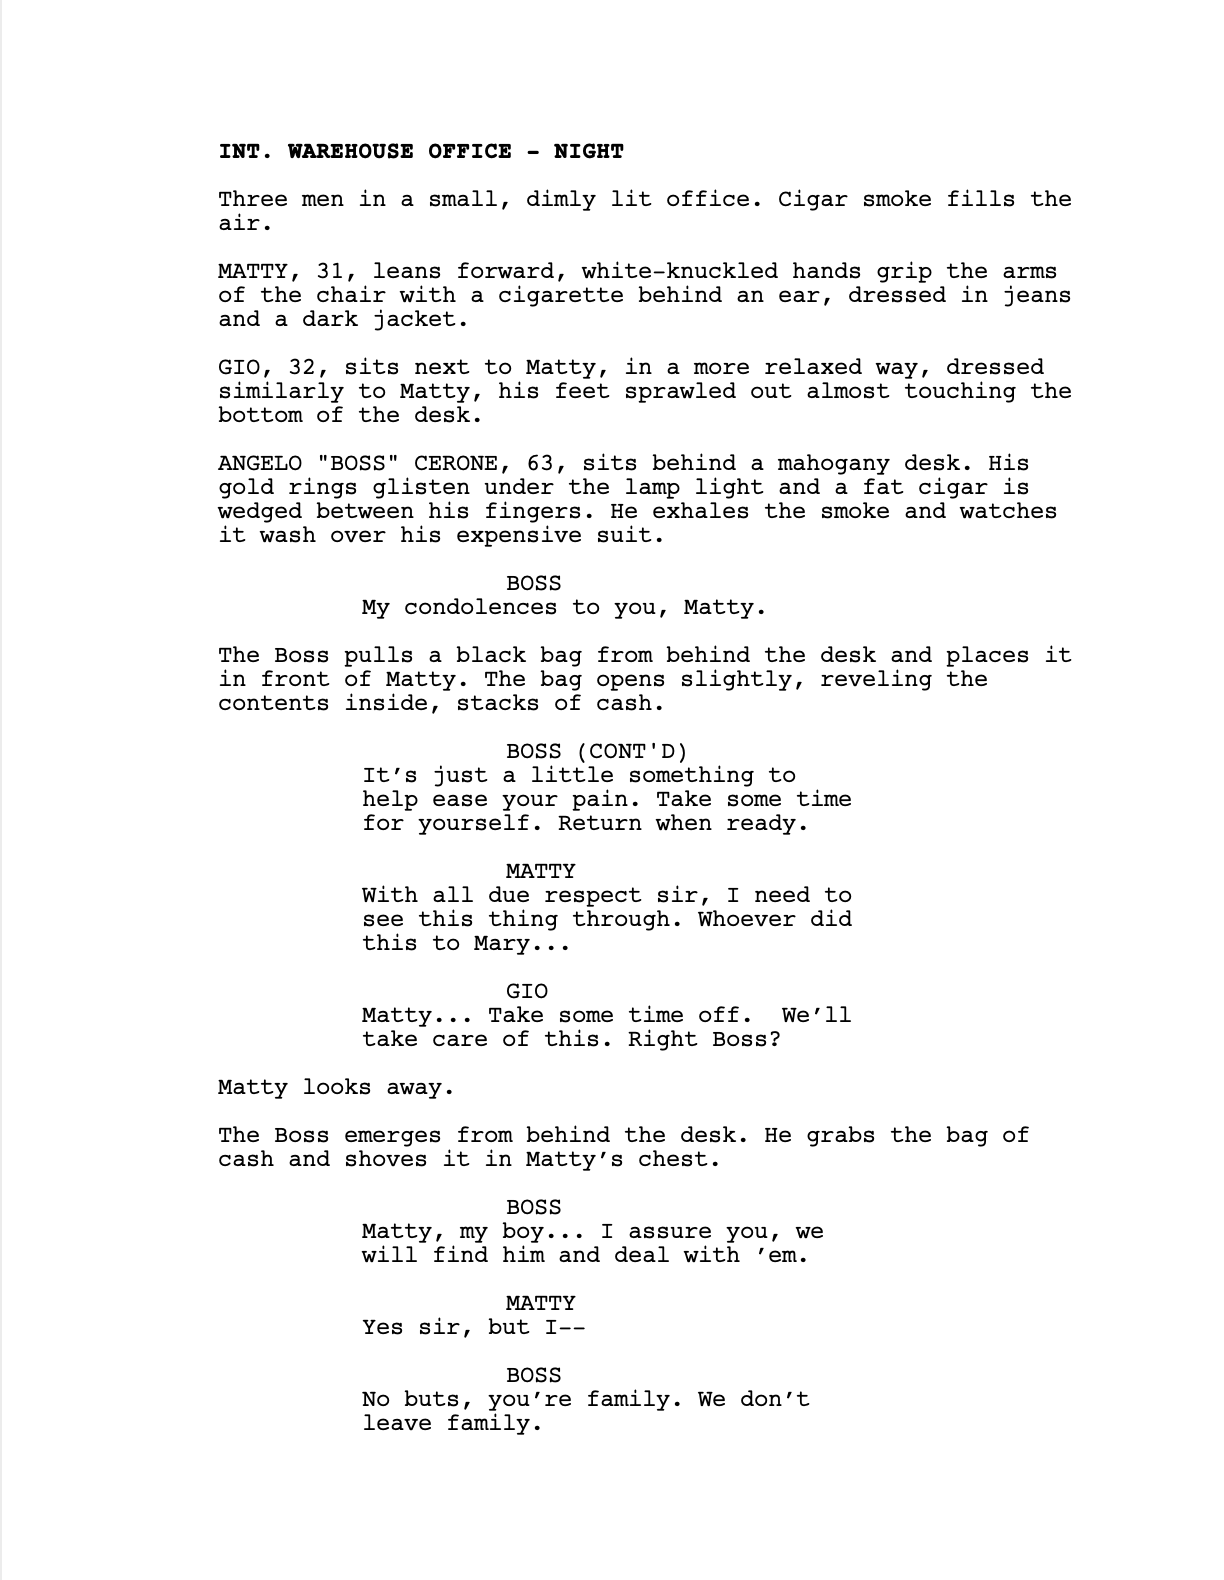 INT. WAREHOUSE OFFICE - NIGHT
Three men in a small, dimly lit office. Cigar smoke fills the
air.
MATTY, 31, leans forward, white-knuckled hands grip the arms
of the chair with a cigarette behind an ear, dressed in jeans
and a dark jacket.
GIO, 32, sits next to Matty, in a more relaxed way, dressed
similarly to Matty, his feet sprawled out almost touching the
bottom of the desk.
ANGELO "BOSS" CERONE, 63, sits behind a mahogany desk. His
gold rings glisten under the lamp light and a fat cigar is
wedged between his fingers. He exhales the smoke and watches
it wash over his expensive suit.
BOSS
My condolences to you, Matty.
The Boss pulls a black bag from behind the desk and places it
in front of Matty. The bag opens slightly, reveling the
contents inside, stacks of cash.
BOSS (CONT'D)
It’s just a little something to
help ease your pain. Take some time
for yourself. Return when ready.
MATTY
With all due respect sir, I need to
see this thing through. Whoever did
this to Mary...
GIO
Matty... Take some time off.  We’ll
take care of this. Right Boss?
Matty looks away.
The Boss emerges from behind the desk. He grabs the bag of
cash and shoves it in Matty’s chest.
BOSS
Matty, my boy... I assure you, we
will find him and deal with ’em.
MATTY
Yes sir, but I--
BOSS
No buts, you’re family. We don’t
leave family.